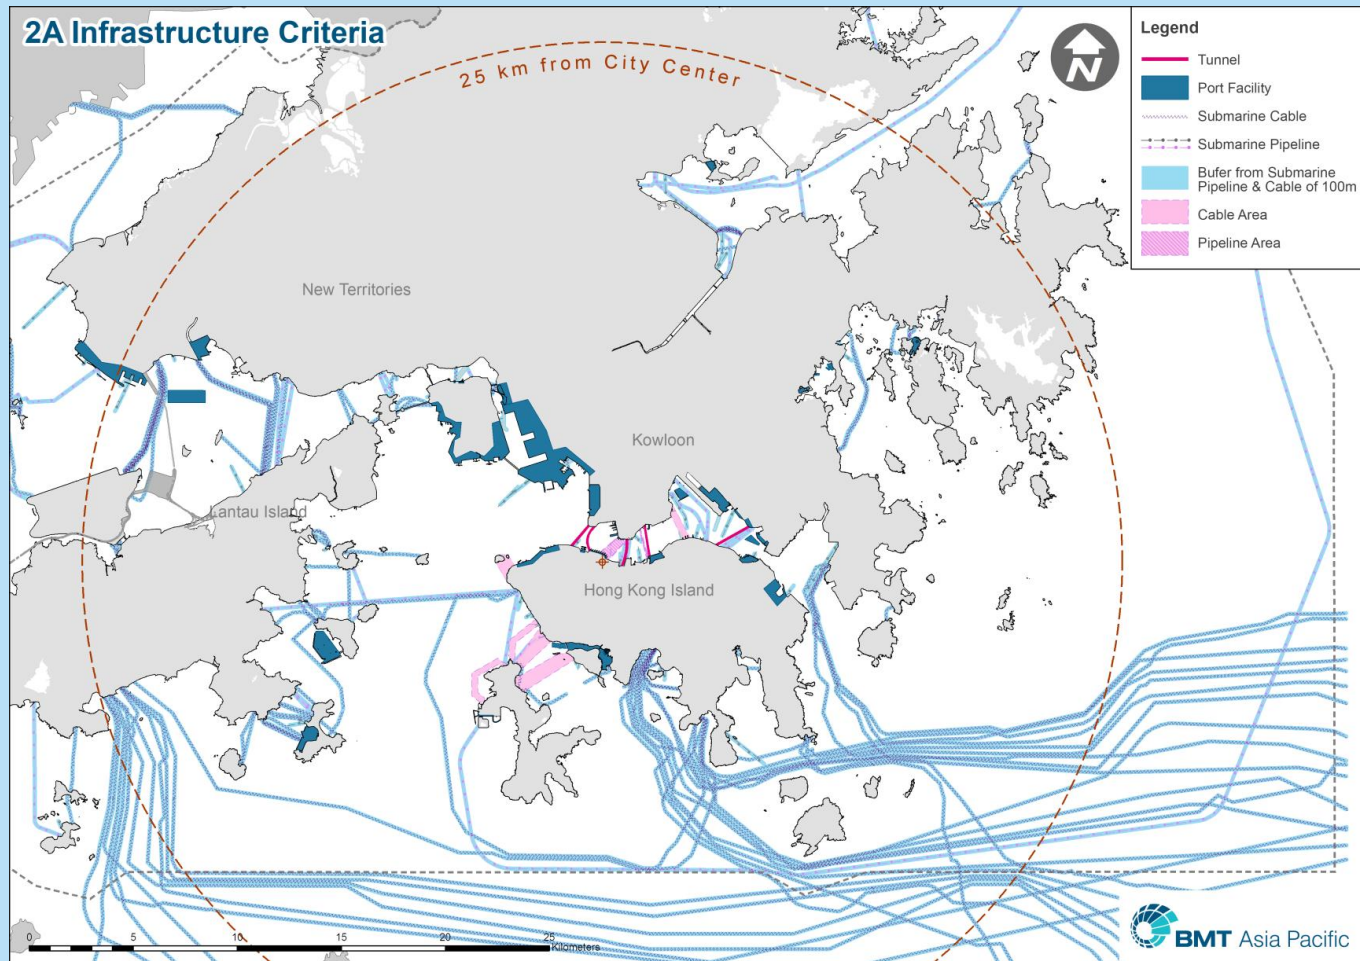 2A Infrastructure Criteria
25 km from City Center
N
Legend
Tunnel
Port Facility
Submarine Cable
Submarine Pipeline
Bufer from Submarine
Pipeline & Cable of 100m
Cable Area
Pipeline Area
New Territories
Kowloon
Lantau Island
Hong Kong Island
0 5 10 15 20 25
Kilometers
BMT Asia Pacific